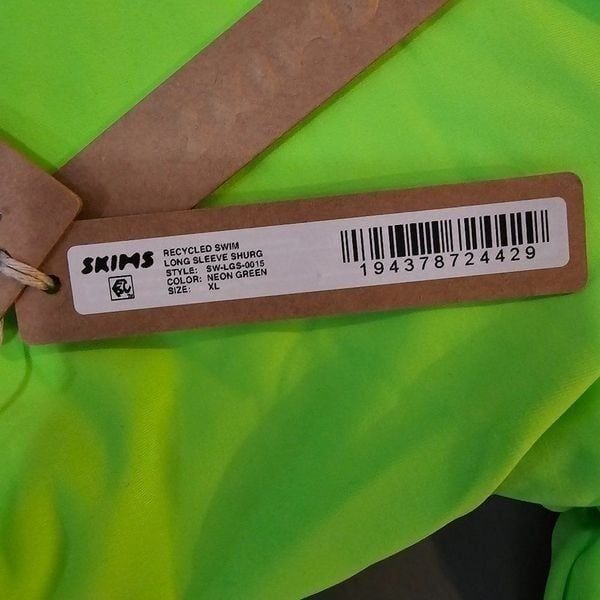 SKIMS
RECYCLED SWIM
LONG SLEEVE SHURG
STYLE: SW-LGS-0015
COLOR: NEON GREEN
SIZE: XL
194378724429